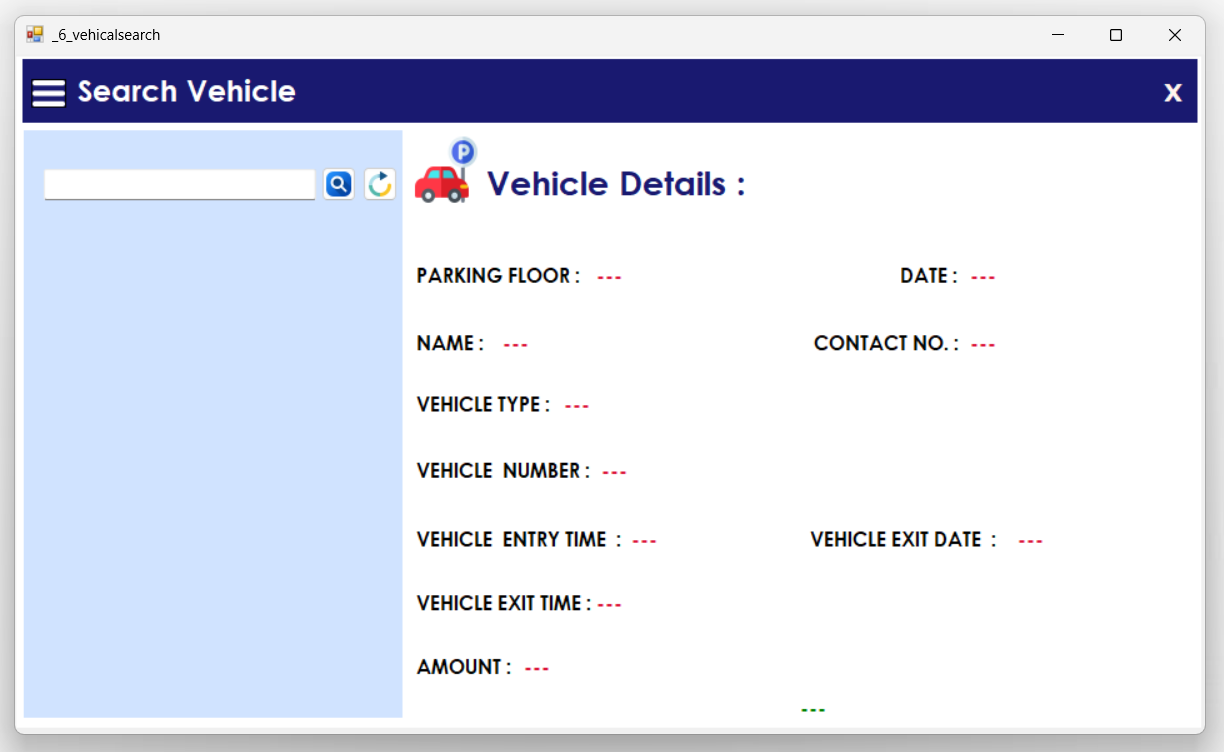 _6_vehicalsearch
Search Vehicle X
P
Vehicle Details :
PARKING FLOOR : --- DATE : ---
NAME : --- CONTACT NO. : ---
VEHICLE TYPE : ---
VEHICLE NUMBER : ---
VEHICLE ENTRY TIME : --- VEHICLE EXIT DATE : ---
VEHICLE EXIT TIME : ---
AMOUNT : ---
---